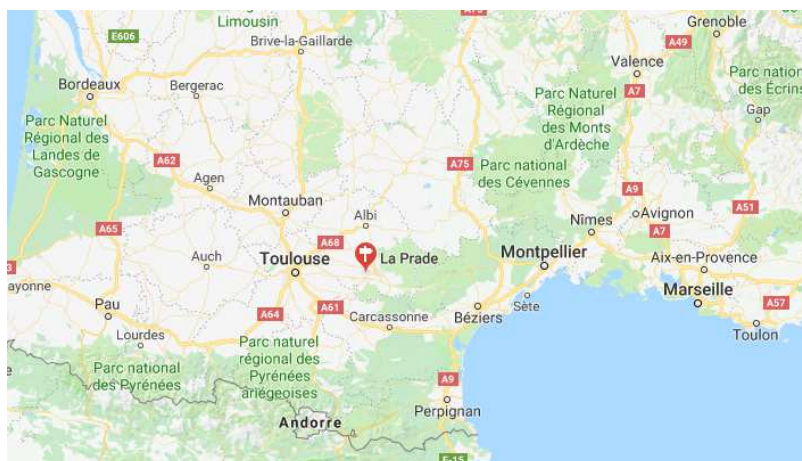 Limousin
E606
Brive-la-Gaillarde
Grenoble
A49
Valence
Parc nation
des Écrins
Bordeaux
Bergerac
Parc Naturel
Régional
des Monts
d'Ardèche
A7
Gap
Parc Naturel
Régional des
Landes de
Gascogne
A62
A75
Parc national
des Cévennes
Agen
A9
Montauban
Albi
Nîmes
Avignon
A51
A65
A68
A7
Auch
Toulouse
La Prade
Montpellier
Aix-en-Provence
ayonne
Marseille
A57
Pau
A64
A61
Carcassonne
Béziers
Sète
Toulon
Lourdes
Parc national
des Pyrénées
Parc naturel
régional des
Pyrénées
ariégeoises
A9
Perpignan
Andorre
E-15